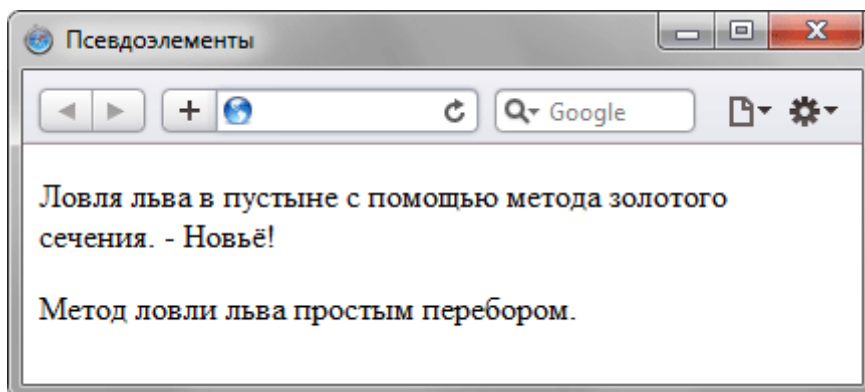 Псевдоэлементы
Google
Ловля льва в пустыне с помощью метода золотого
сечения. - Новьё!
Метод ловли льва простым перебором.